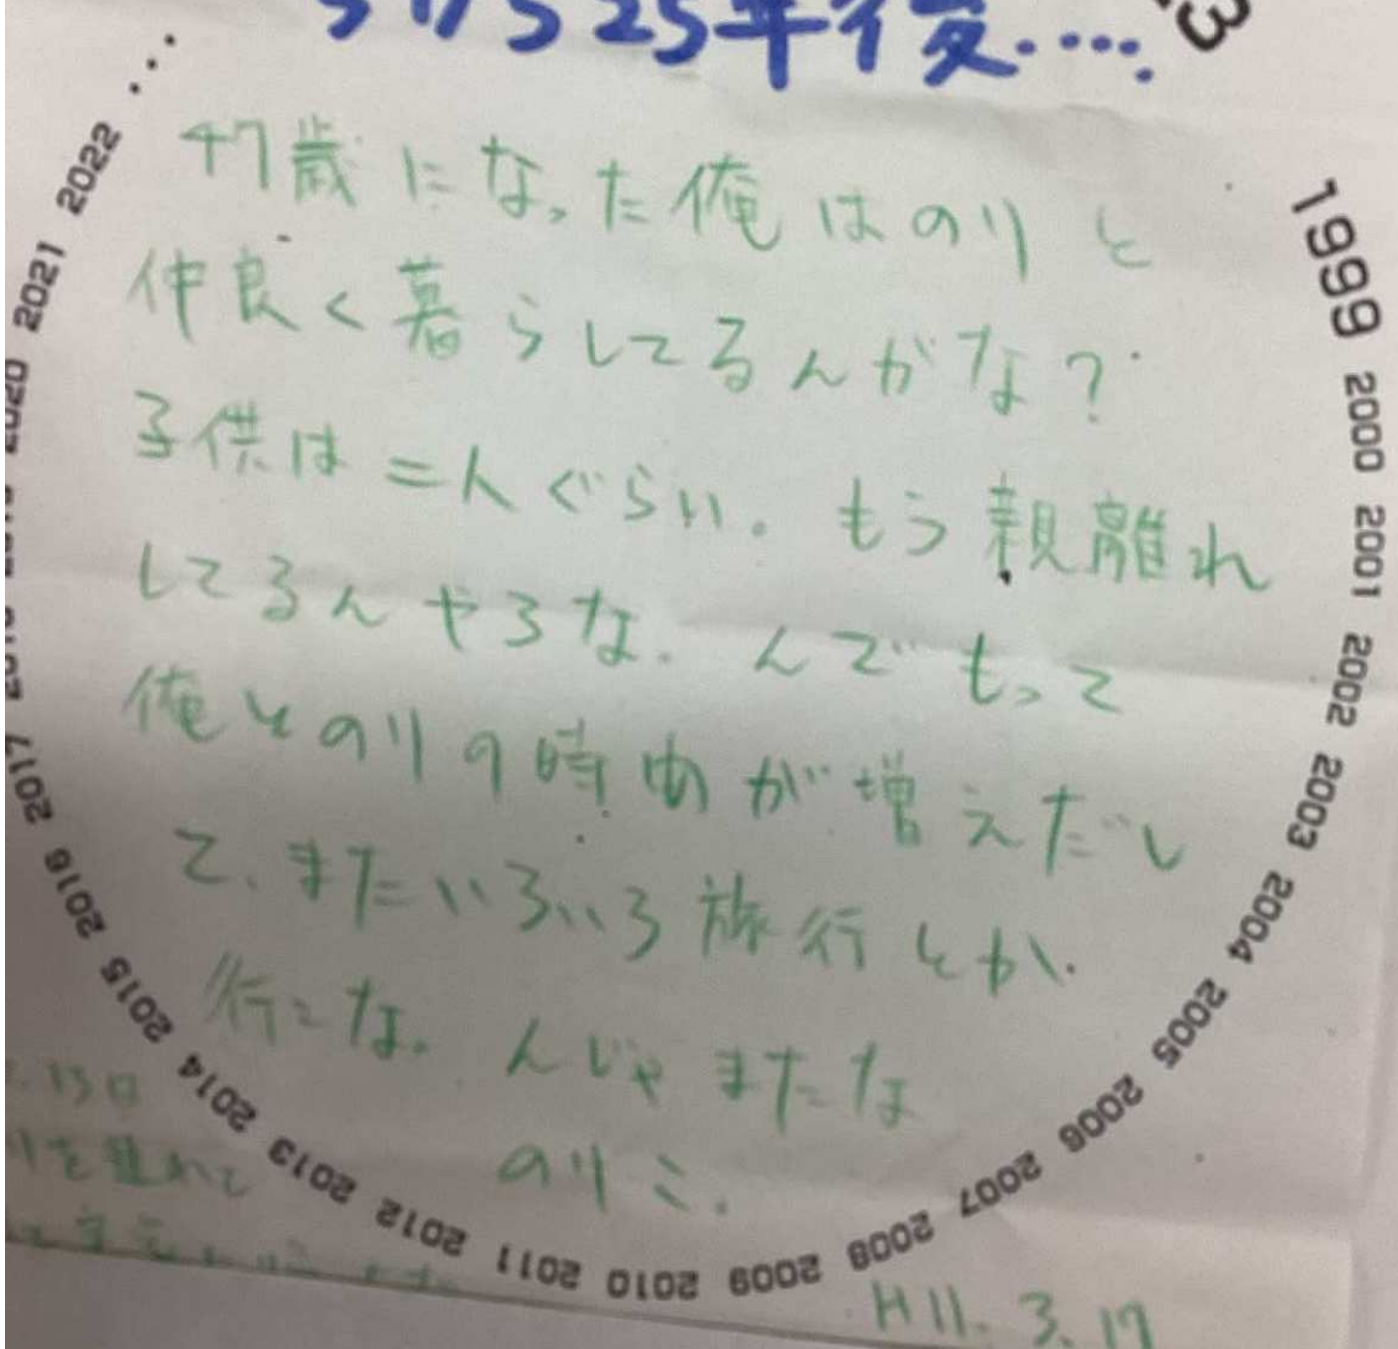 25年後....
47歳になった俺はのりと
仲良く暮らしてるんかな?
子供は二人ぐらい。もう親離れ
してるんやろな。んでもって
俺とのりの時間が増えだし
て、またいろいろ旅行とか
行こな。んじゃまたな
のりこ。
H11. 3. 17
1999 2000 2001 2002 2003 2004 2005 2006 2007 2008 2009 2010 2011 2012 2013 2014 2015 2016 2017
2020 2021 2022 ...
13日